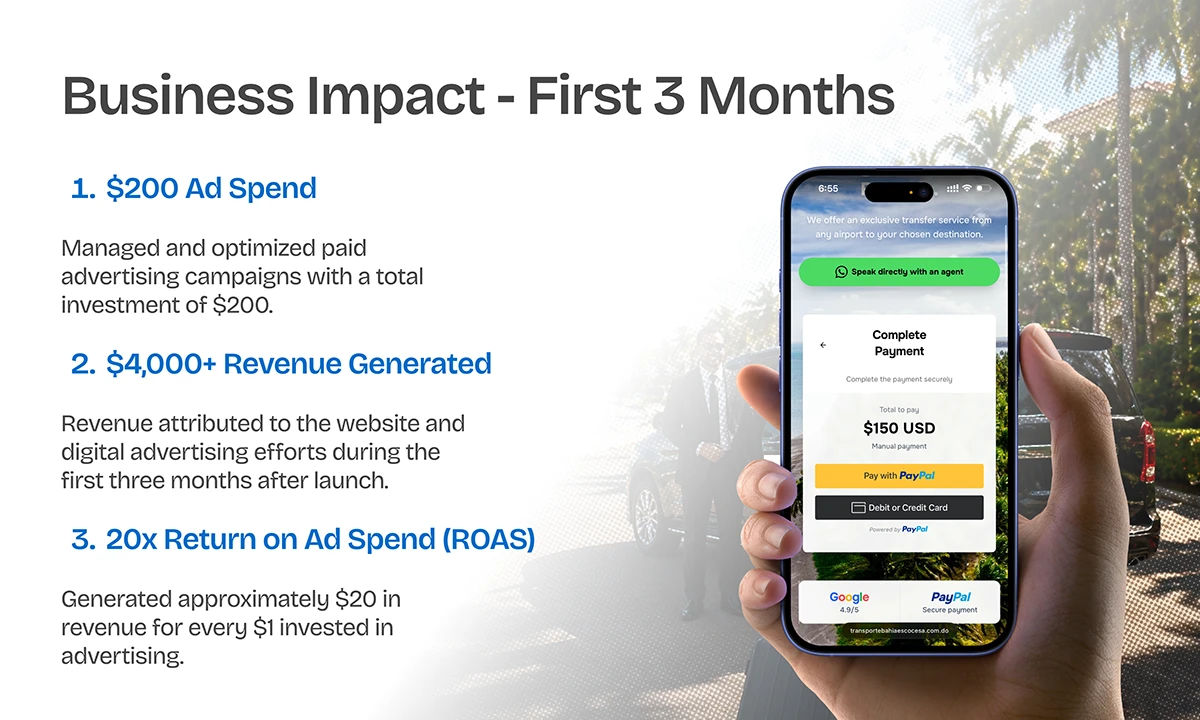 Business Impact - First 3 Months
1. $200 Ad Spend
Managed and optimized paid
advertising campaigns with a total
investment of $200.
2. $4,000+ Revenue Generated
Revenue attributed to the website and
digital advertising efforts during the
first three months after launch.
3. 20x Return on Ad Spend (ROAS)
Generated approximately $20 in
revenue for every $1 invested in
advertising.
6:55
We offer an exclusive transfer service from
any airport to your chosen destination.
Speak directly with an agent
Complete
Payment
Complete the payment securely
Total to pay
$150 USD
Manual payment
Pay with PayPal
Debit or Credit Card
Powered by PayPal
Google
4.9/5
PayPal
Secure payment
transportebahiaescocesa.com.do